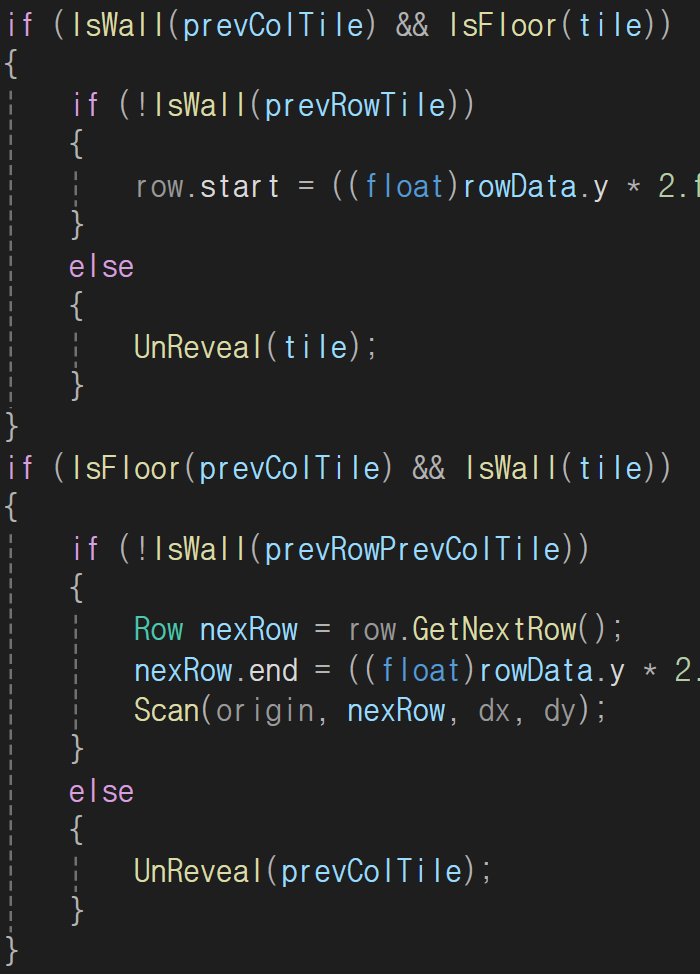 if (IsWall(prevColTile) && IsFloor(tile))
{
    if (!IsWall(prevRowTile))
    {
        row.start = ((float)rowData.y * 2.f
    }
    else
    {
        UnReveal(tile);
    }
}
if (IsFloor(prevColTile) && IsWall(tile))
{
    if (!IsWall(prevRowPrevColTile))
    {
        Row nexRow = row.GetNextRow();
        nexRow.end = ((float)rowData.y * 2.
        Scan(origin, nexRow, dx, dy);
    }
    else
    {
        UnReveal(prevColTile);
    }
}